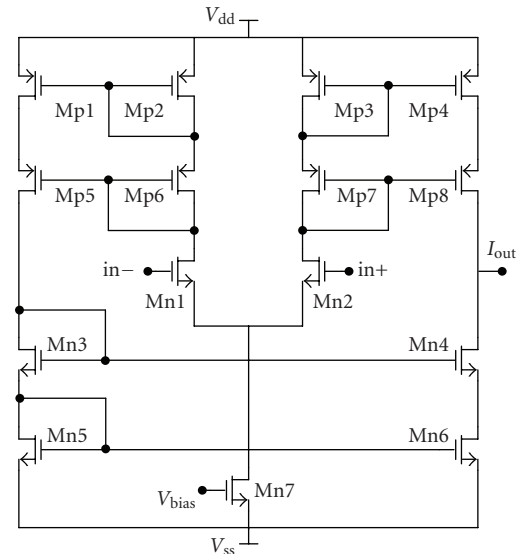 Vdd
Mp1 Mp2 Mp3 Mp4
Mp5 Mp6 Mp7 Mp8
Iout
in− in+
Mn1 Mn2
Mn3 Mn4
Mn5 Mn6
Mn7
Vbias
Vss